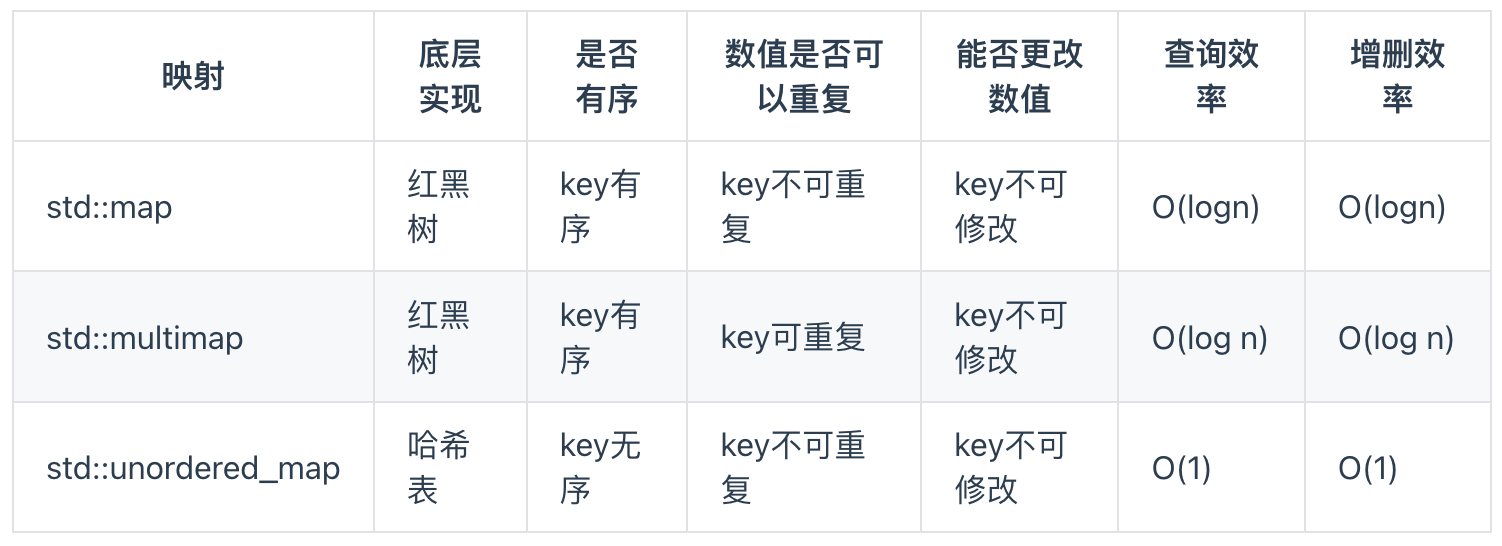 映射
底层
实现
是否
有序
数值是否可
以重复
能否更改
数值
查询效
率
增删效
率
std::map
红黑
树
key有
序
key不可重
复
key不可
修改
O(logn)
O(logn)
std::multimap
红黑
树
key有
序
key可重复
key不可
修改
O(log n)
O(log n)
std::unordered_map
哈希
表
key无
序
key不可重
复
key不可
修改
O(1)
O(1)